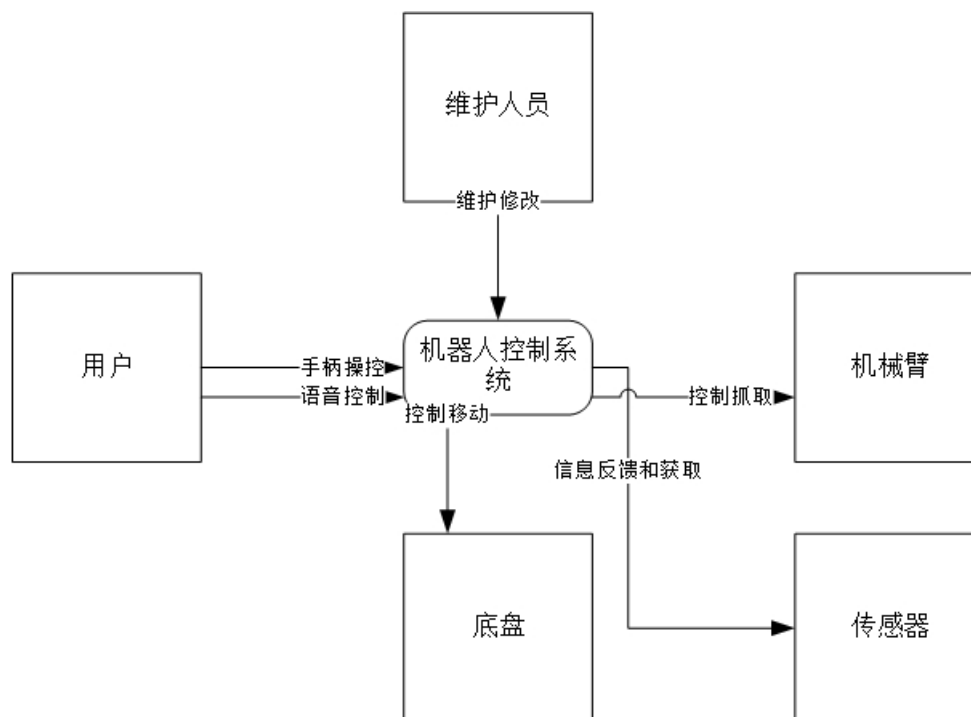 维护人员
维护修改
用户
手柄操控
语音控制
机器人控制系
统
控制移动
控制抓取
机械臂
信息反馈和获取
底盘
传感器